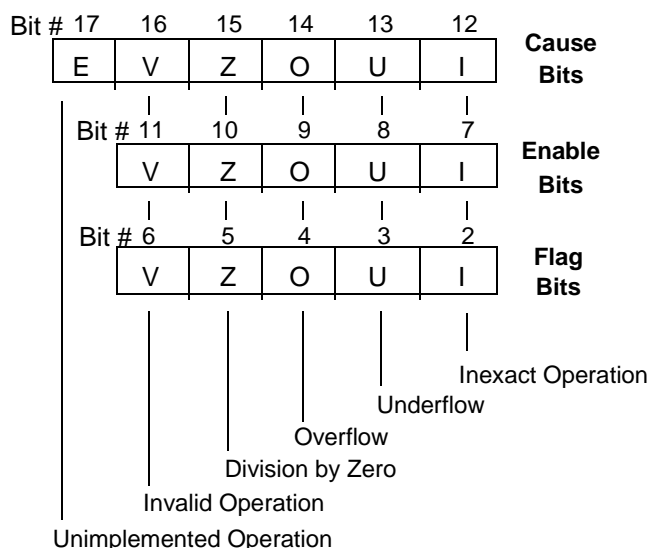 Bit # 17 16 15 14 13 12
E V Z O U I
Cause
Bits
Bit # 11 10 9 8 7
V Z O U I
Enable
Bits
Bit # 6 5 4 3 2
V Z O U I
Flag
Bits
Inexact Operation
Underflow
Overflow
Division by Zero
Invalid Operation
Unimplemented Operation